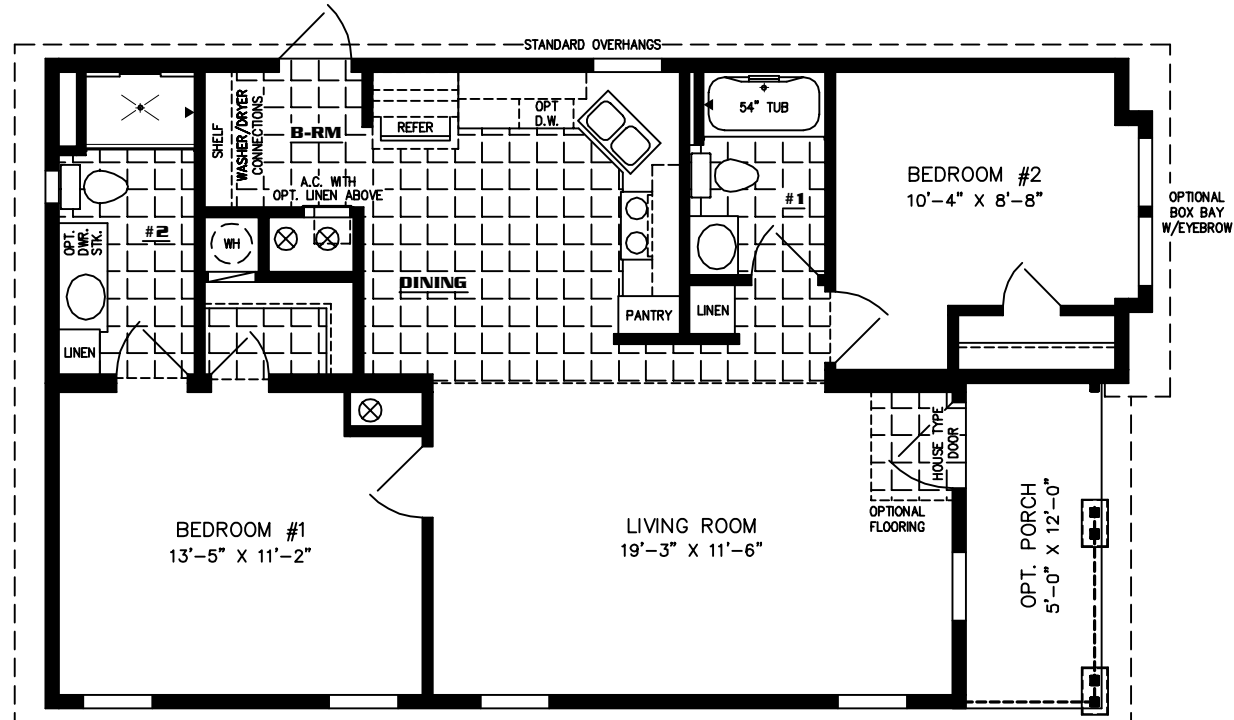 STANDARD OVERHANGS
SHELF
WASHER/DRYER
CONNECTIONS
B-RM
REFER
OPT
D.W.
54" TUB
A.C. WITH
OPT. LINEN ABOVE
BEDROOM #2
10'-4" X 8'-8"
OPTIONAL
BOX BAY
W/EYEBROW
#1
OPT.
DWR.
STK.
#2
WH
DINING
PANTRY
LINEN
LINEN
HOUSE TYPE
DOOR
OPTIONAL
FLOORING
BEDROOM #1
13'-5" X 11'-2"
LIVING ROOM
19'-3" X 11'-6"
OPT. PORCH
5'-0" X 12'-0"